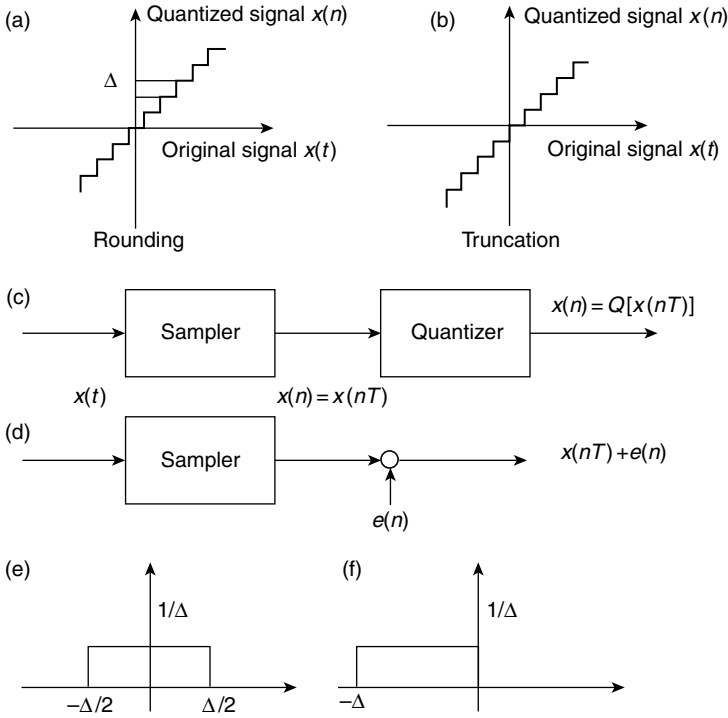 (a)
Quantized signal x(n)
Δ
Original signal x(t)
Rounding
(b)
Quantized signal x(n)
Original signal x(t)
Truncation
(c)
Sampler
Quantizer
x(n) = Q[x(nT)]
x(t)
x(n) = x(nT)
(d)
Sampler
x(nT) + e(n)
e(n)
(e)
1/Δ
−Δ/2
Δ/2
(f)
1/Δ
−Δ